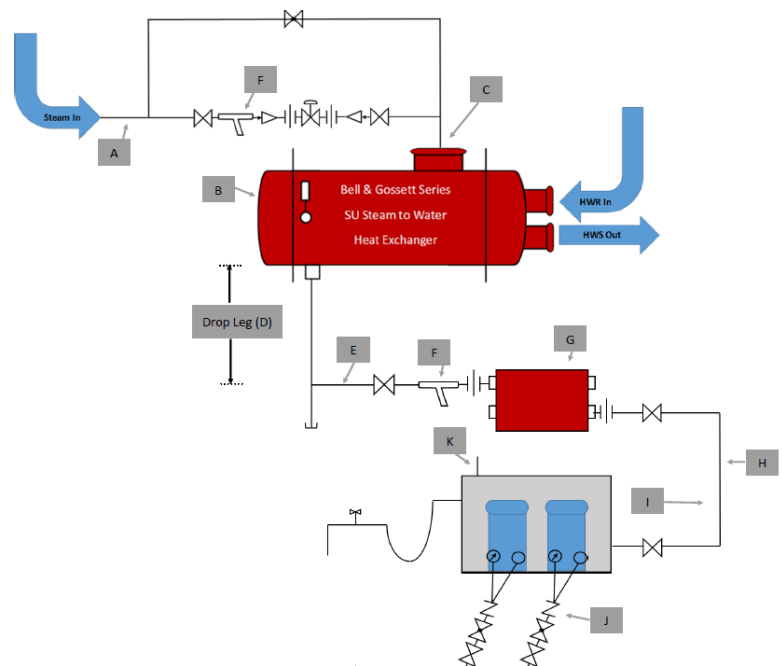 F
Steam In
A
C
B
Bell & Gossett Series
SU Steam to Water
Heat Exchanger
HWR In
HWS Out
Drop Leg (D)
E
F
G
K
H
I
J